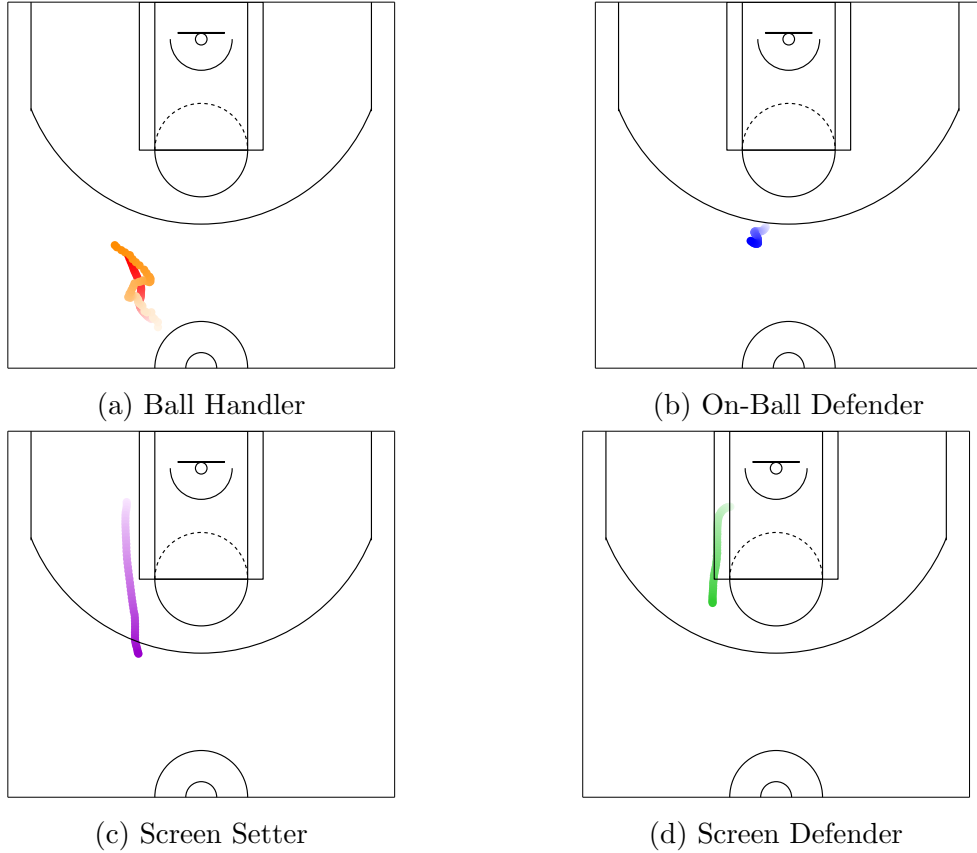 (a) Ball Handler
(b) On-Ball Defender
(c) Screen Setter
(d) Screen Defender